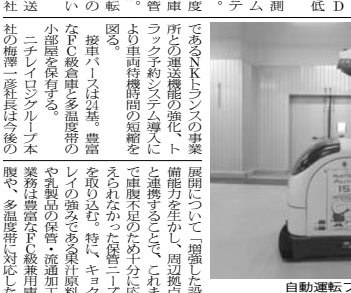 であるNKトランスの事業
所との運送機能の強化、ト
ラック予約システム導入に
より車両待機時間の短縮を
図る。
接車バースは24基。豊富
なFC級倉庫と多温度帯の
小部屋を保有する。
ニチレイロジグループ本
社の梅澤一彦社長は今後の
展開について「増強した設
備能力を生かし、周辺拠点
と連携することで、これま
で庫腹不足のため十分に応
えられなかった保管ニーズ
を取り込む。特に、キョク
レイの強みである果汁原料
や乳製品の保管・流通加工
業務は豊富なFC級兼用庫
腹や、多温度帯に対応した
自動運転フ